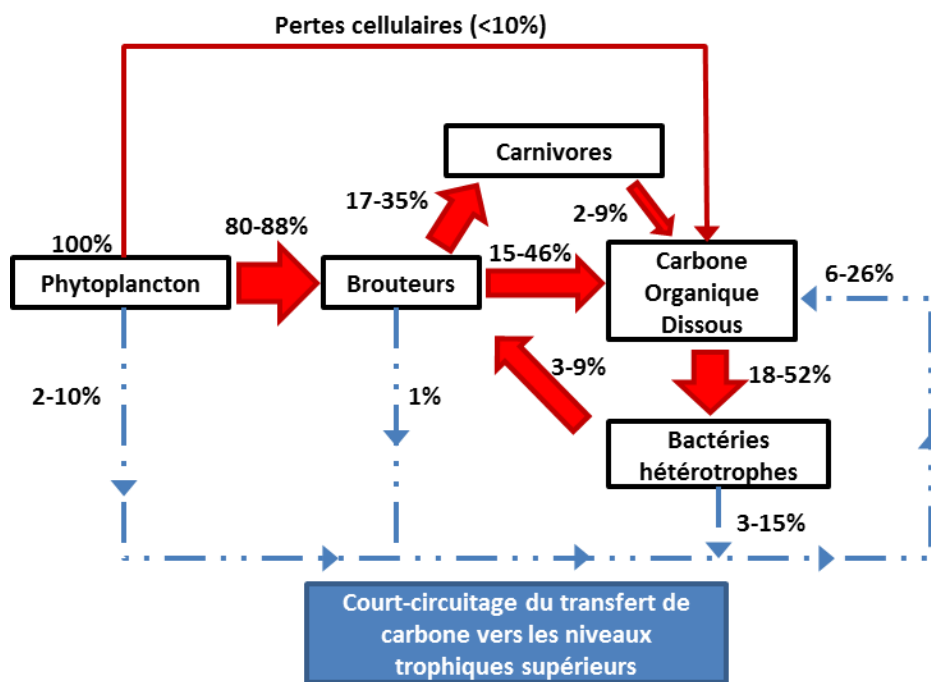 Pertes cellulaires (<10%)
Carnivores
17-35%
2-9%
80-88%
100%
15-46%
Phytoplancton
Brouteurs
Carbone
Organique
Dissous
6-26%
3-9%
18-52%
2-10%
1%
Bactéries
hétérotrophes
3-15%
Court-circuitage du transfert de
carbone vers les niveaux
trophiques supérieurs